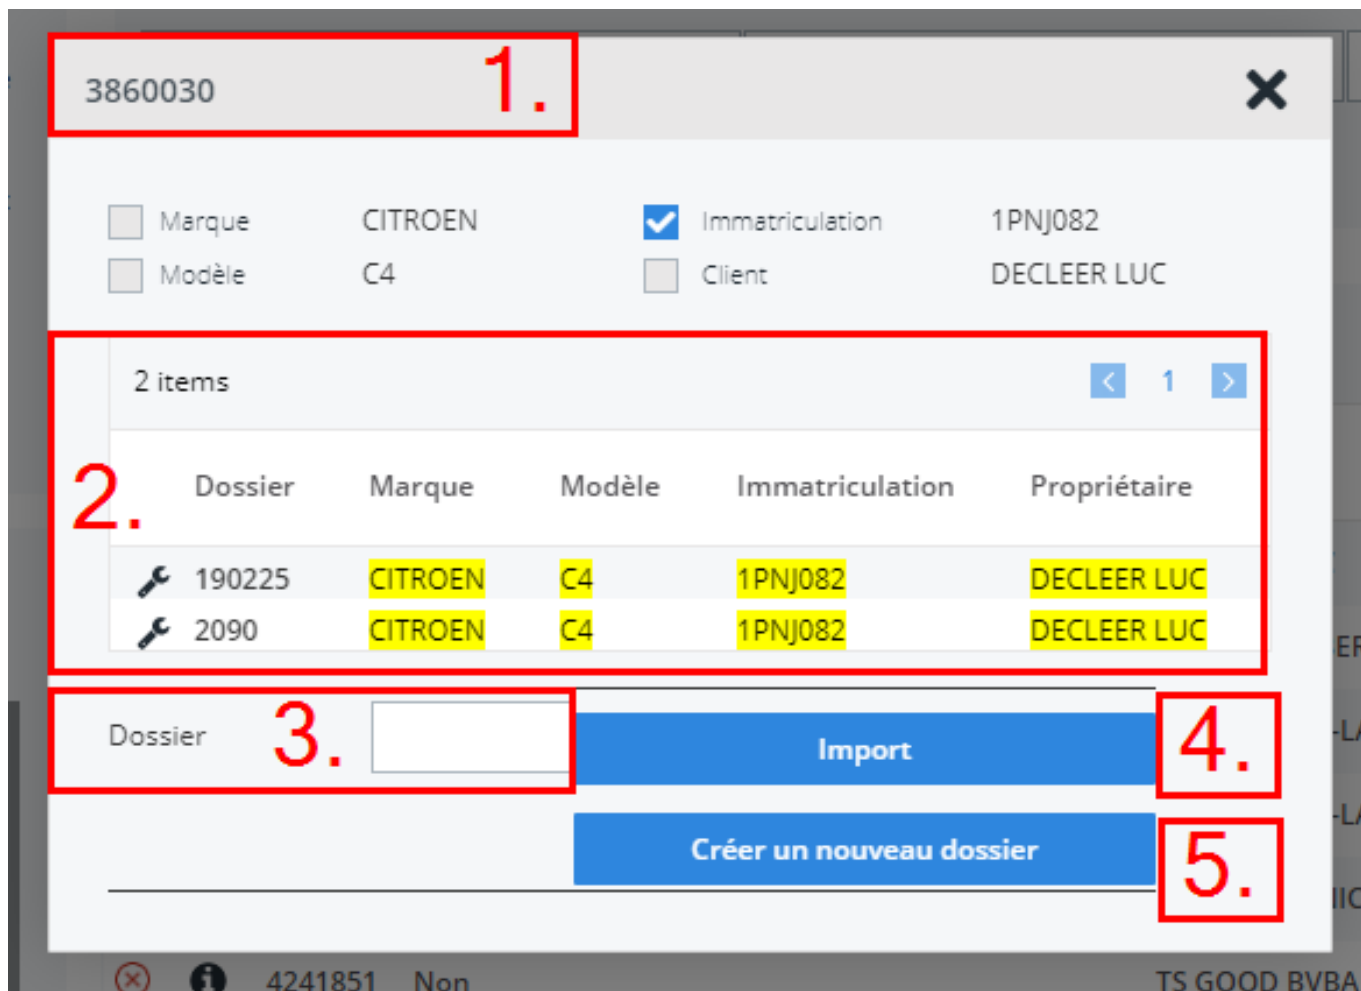 3860030 1.
Marque CITROEN Immatriculation 1PNJ082
Modèle C4 Client DECLEER LUC
2 items 1
2.
Dossier Marque Modèle Immatriculation Propriétaire
190225 CITROEN C4 1PNJ082 DECLEER LUC
2090 CITROEN C4 1PNJ082 DECLEER LUC
Dossier 3. Import 4.
Créer un nouveau dossier 5.
4241851 Non TS GOOD BVBA